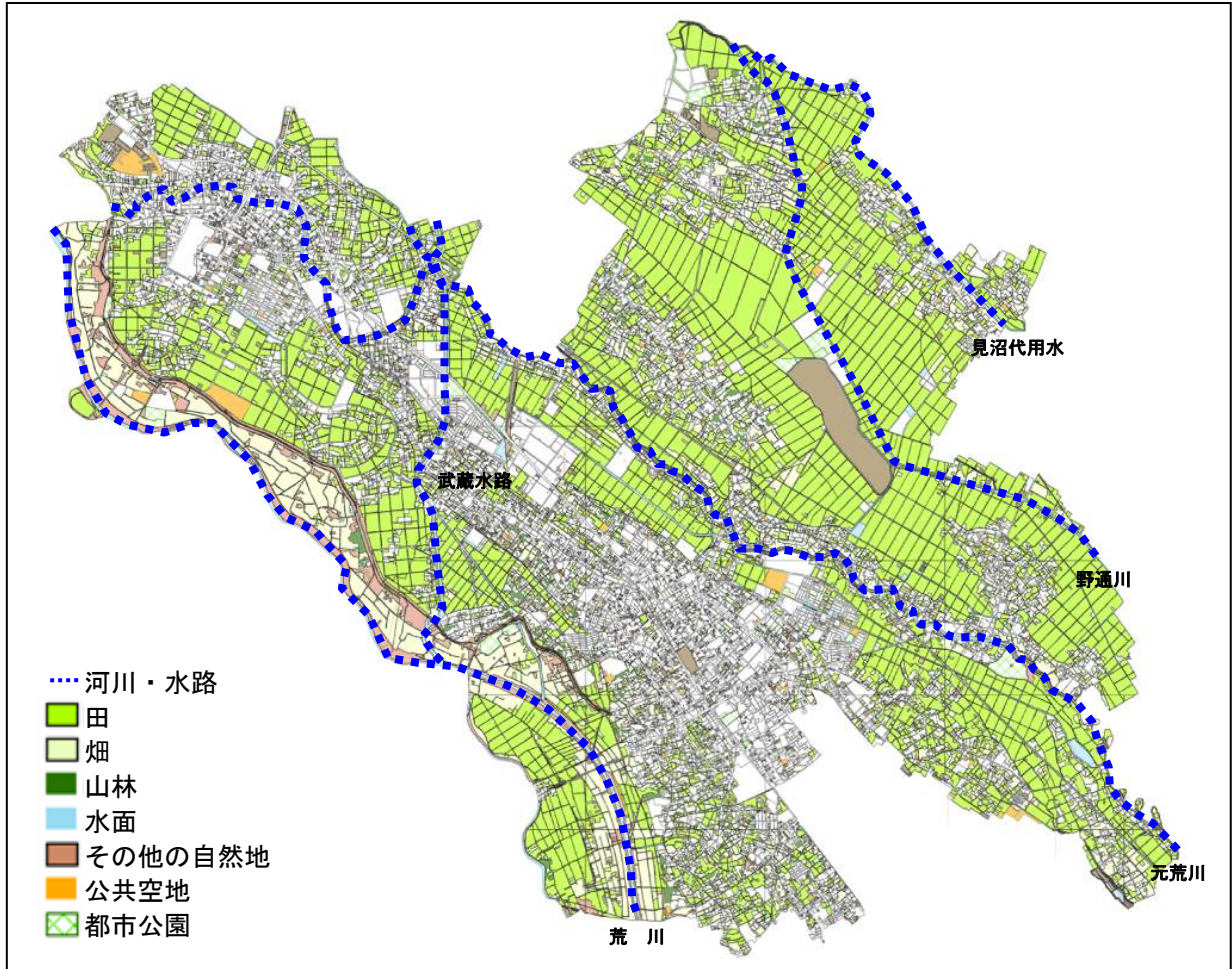 見沼代用水
武蔵水路
野通川
元荒川
荒 川
河川・水路
田
畑
山林
水面
その他の自然地
公共空地
都市公園